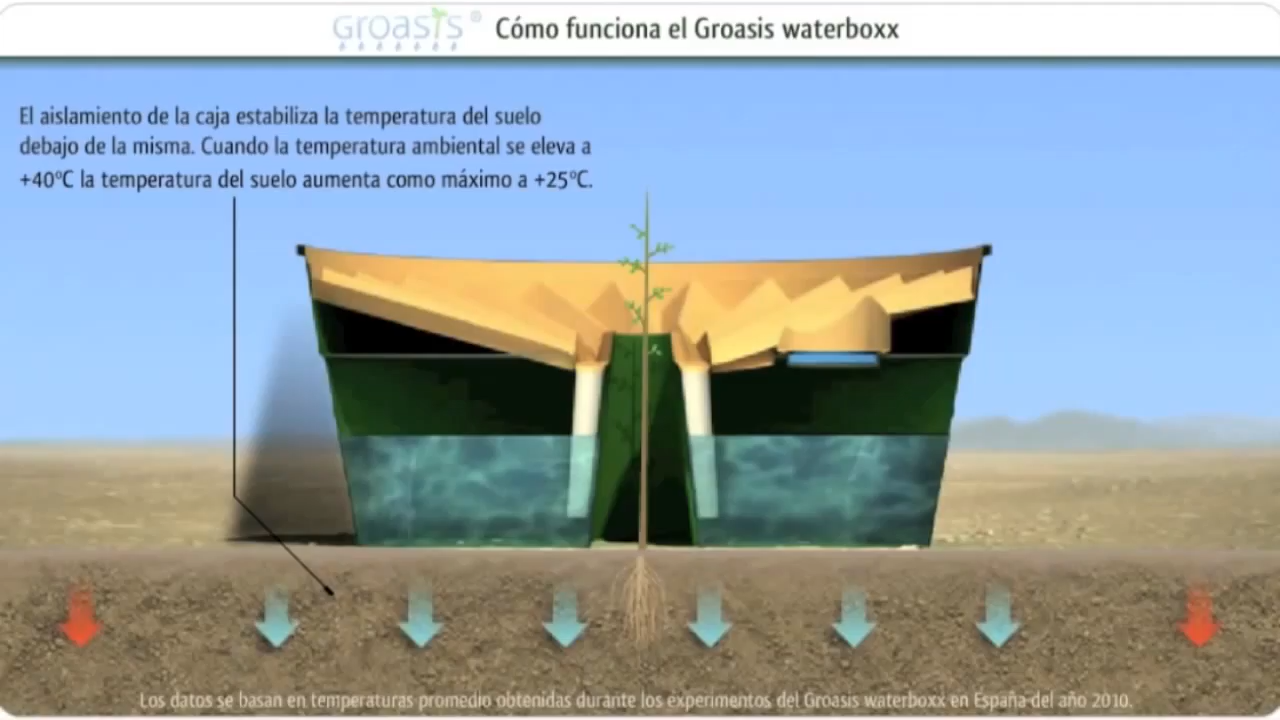 Groasis® Cómo funciona el Groasis waterboxx
El aislamiento de la caja estabiliza la temperatura del suelo
debajo de la misma. Cuando la temperatura ambiental se eleva a
+40ºC la temperatura del suelo aumenta como máximo a +25ºC.
Los datos se basan en temperaturas promedio obtenidas durante los experimentos del Groasis waterboxx en España del año 2010.